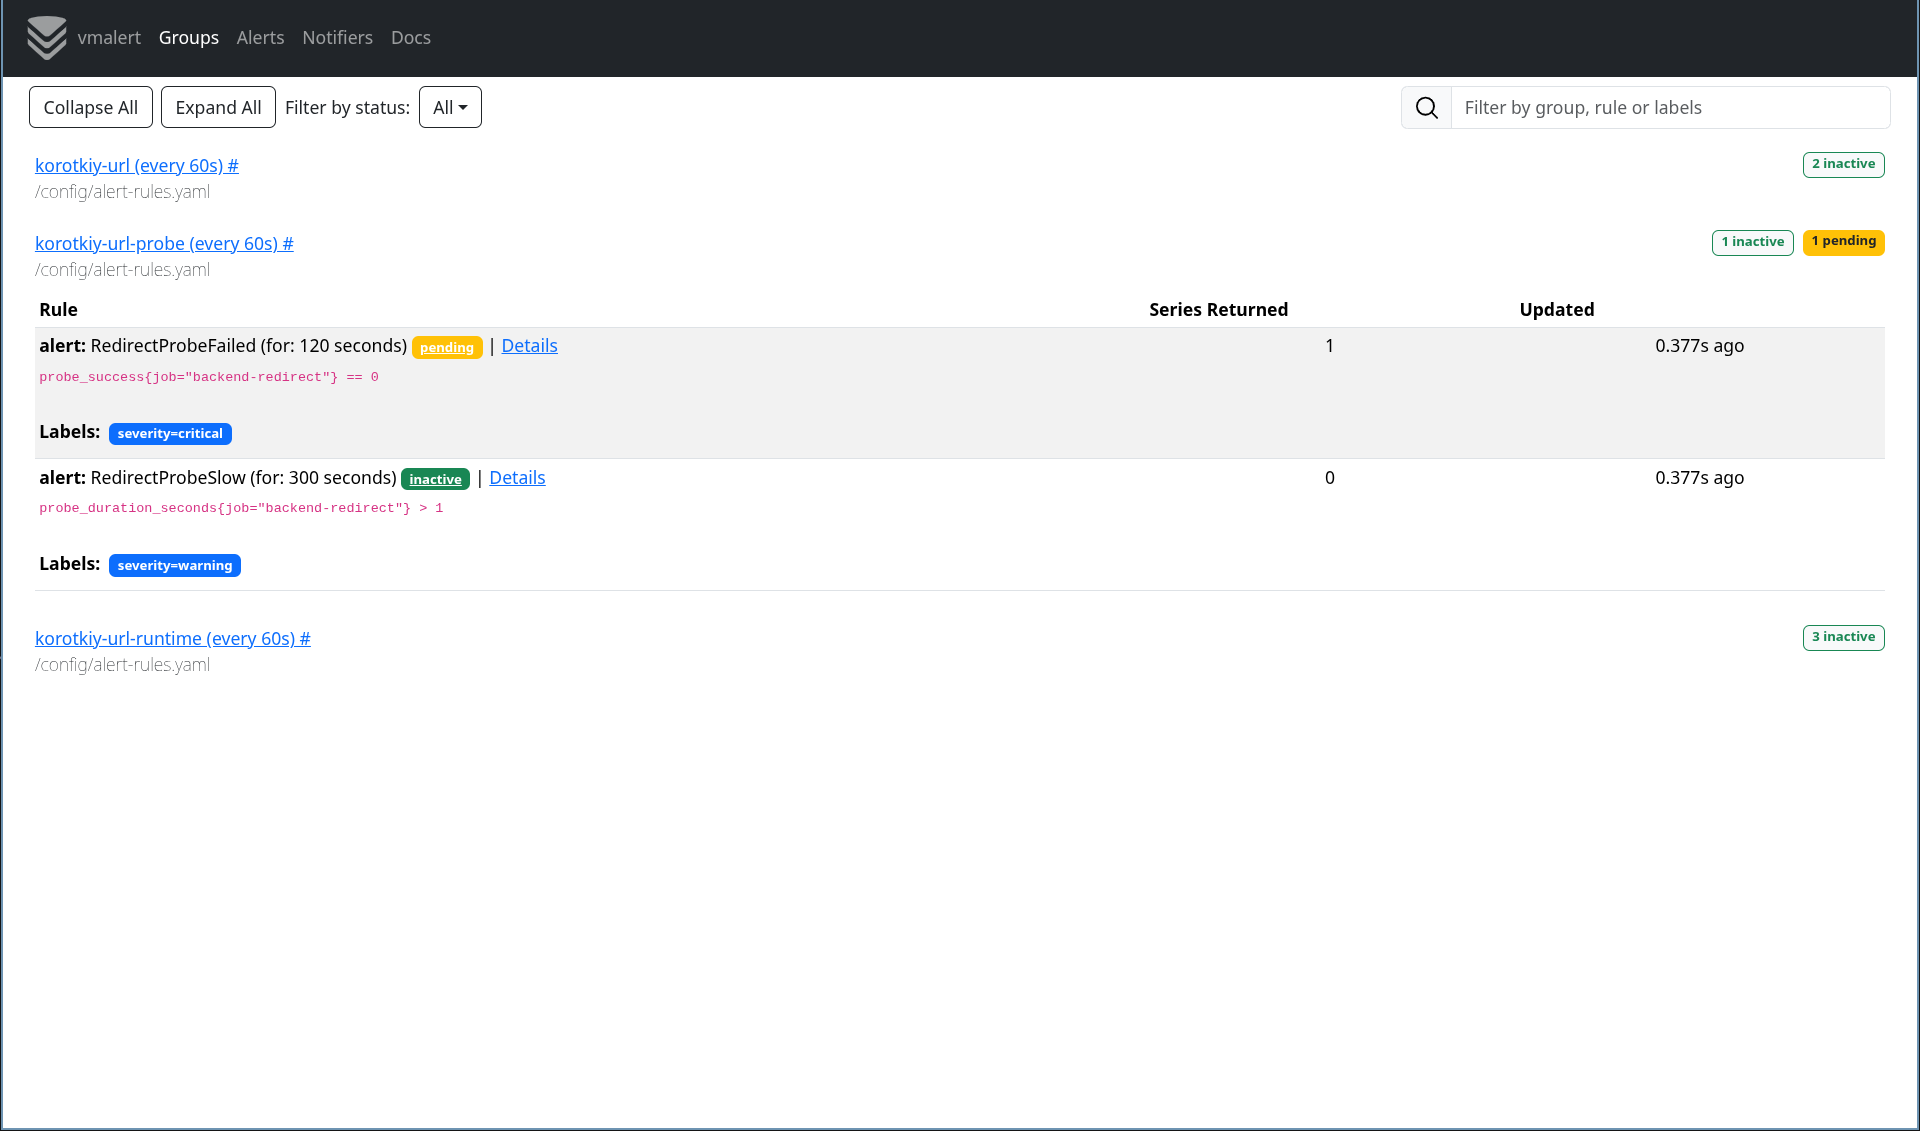 vmalert Groups Alerts Notifiers Docs
Collapse All Expand All Filter by status: All Filter by group, rule or labels
korotkiy-url (every 60s) # 2 inactive
/config/alert-rules.yaml
korotkiy-url-probe (every 60s) # 1 inactive 1 pending
/config/alert-rules.yaml
Rule Series Returned Updated
alert: RedirectProbeFailed (for: 120 seconds) pending | Details 1 0.377s ago
probe_success{job="backend-redirect"} == 0
Labels: severity=critical
alert: RedirectProbeSlow (for: 300 seconds) inactive | Details 0 0.377s ago
probe_duration_seconds{job="backend-redirect"} > 1
Labels: severity=warning
korotkiy-url-runtime (every 60s) # 3 inactive
/config/alert-rules.yaml